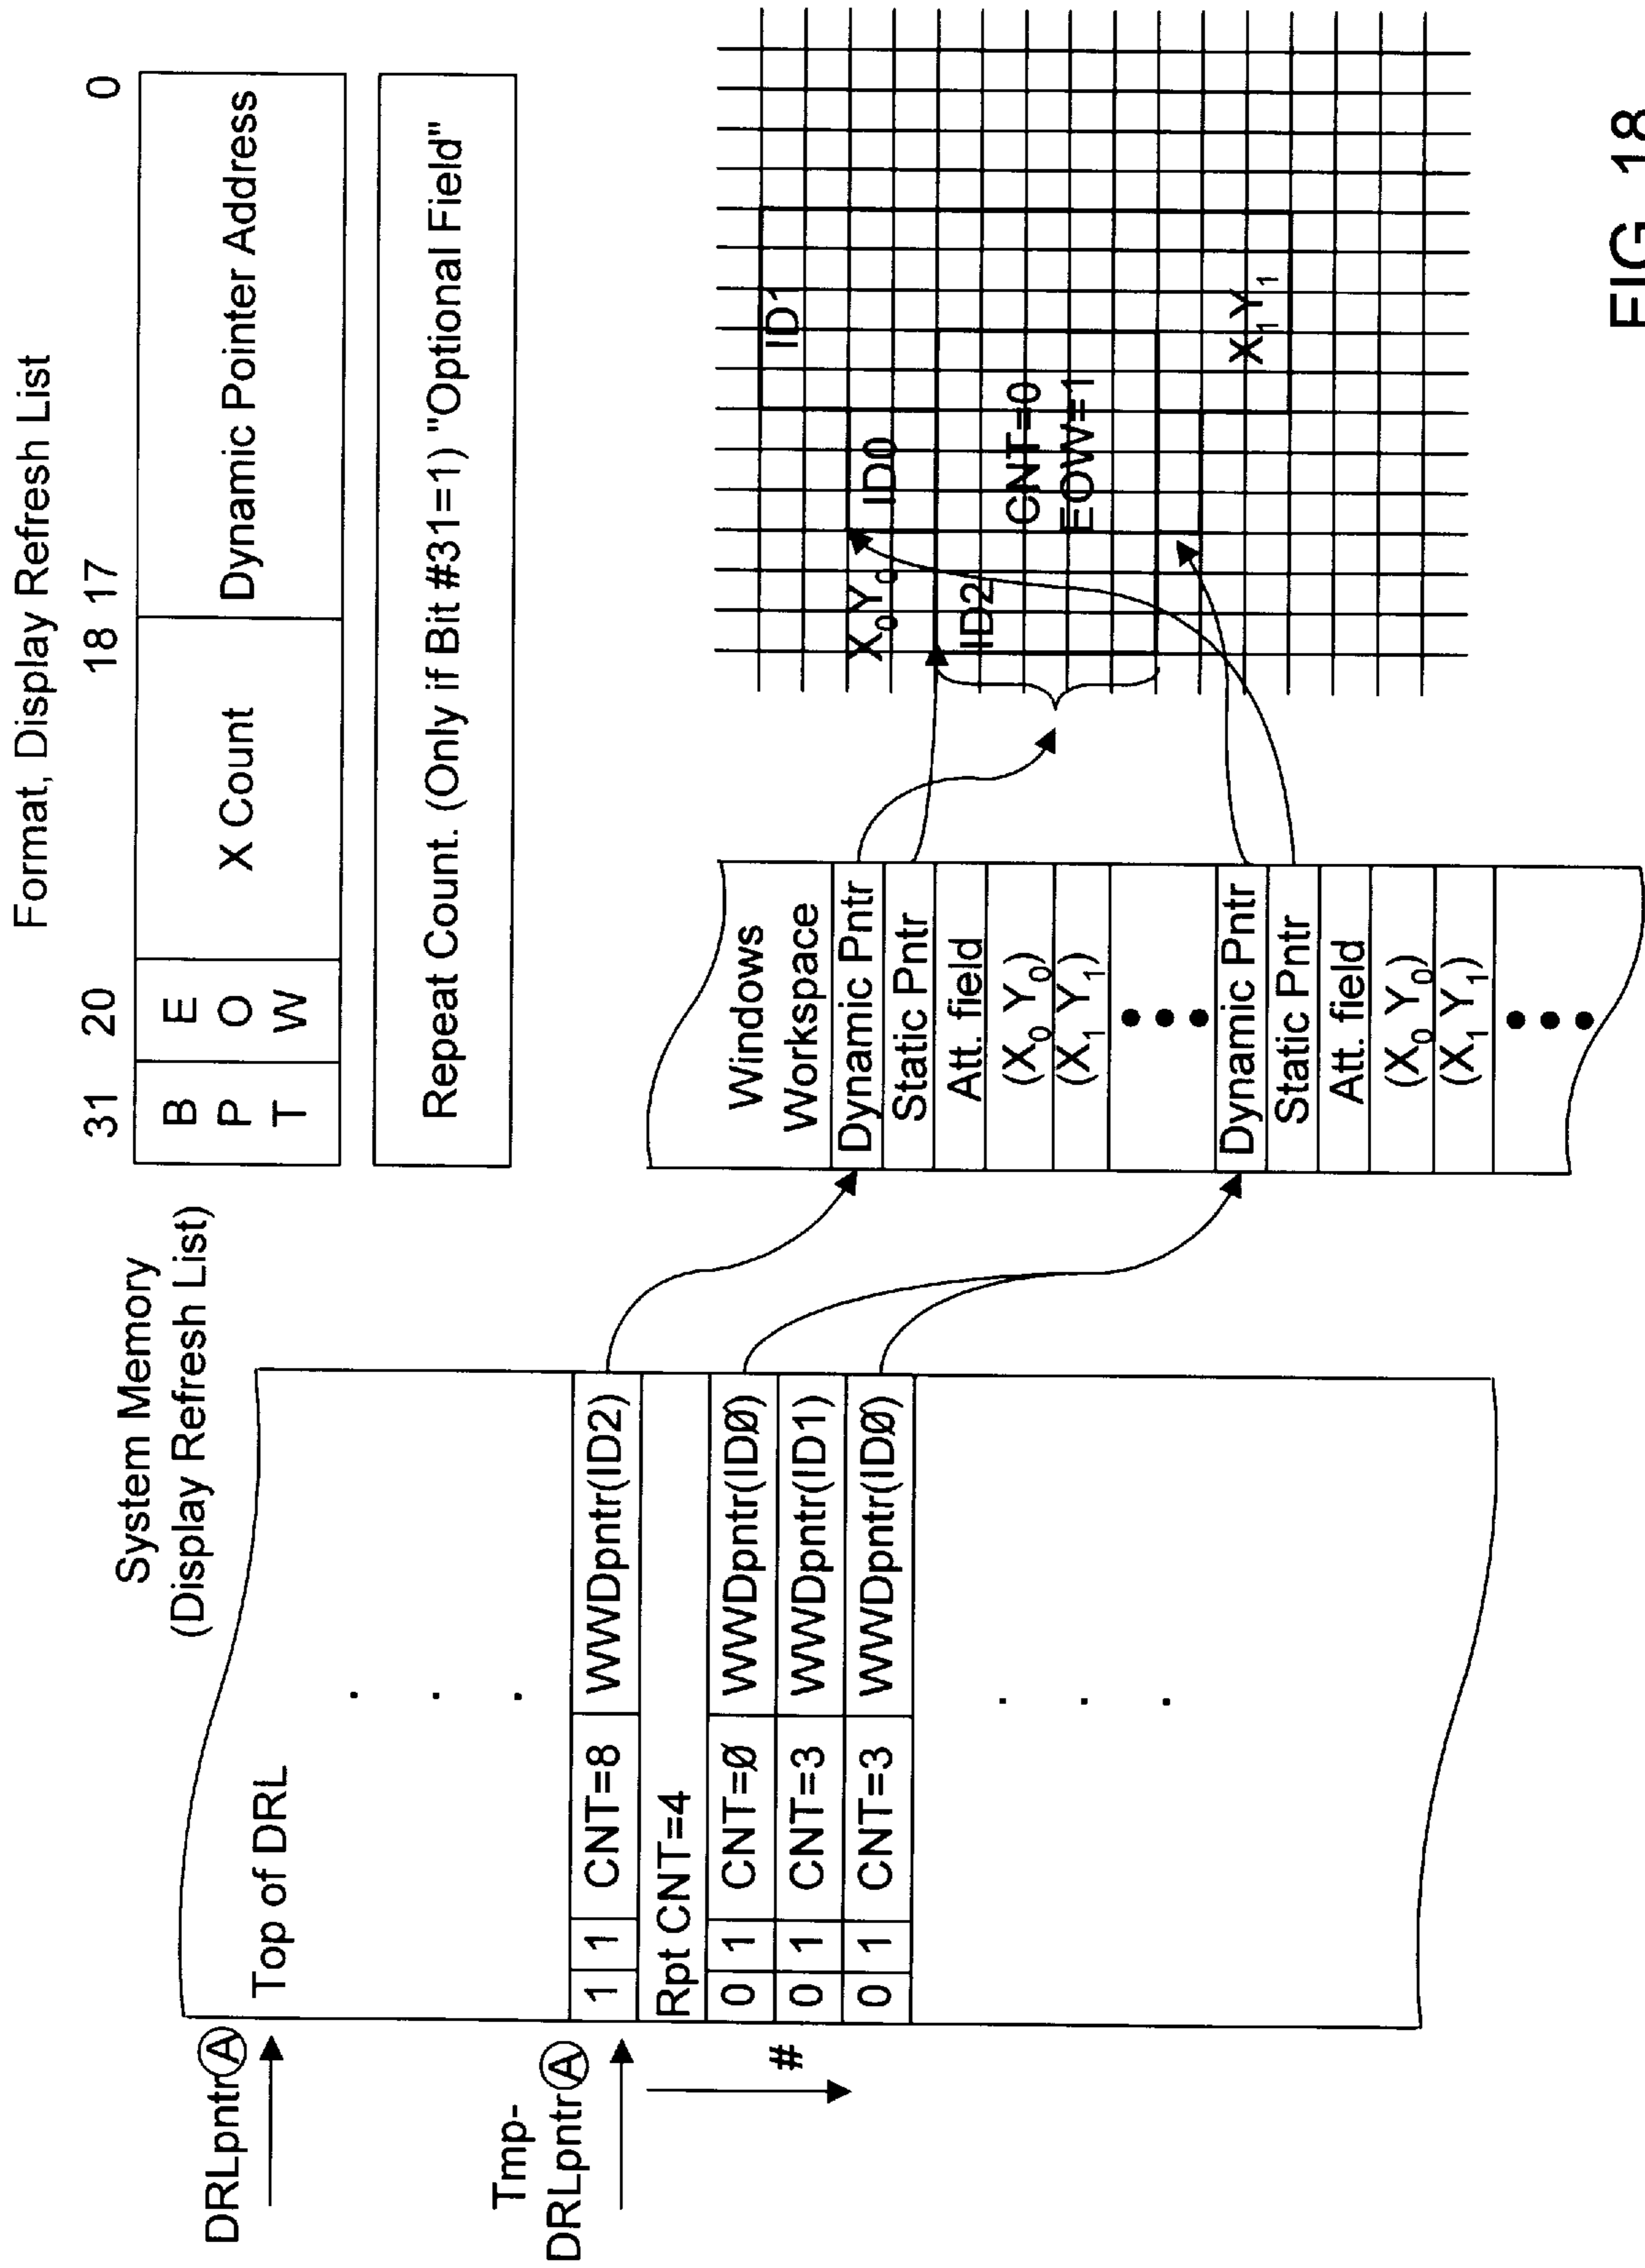 Format, Display Refresh List
31 20 18 17 0
B P T
E O W
X Count
Dynamic Pointer Address
Repeat Count. (Only if Bit #31=1) "Optional Field"
System Memory
(Display Refresh List)
DRLpntr A
Top of DRL
Tmp-
DRLpntr A
#
1 1 CNT=8 WWDpntr(ID2)
Rpt CNT=4
0 1 CNT=Ø WWDpntr(IDØ)
0 1 CNT=3 WWDpntr(ID1)
0 1 CNT=3 WWDpntr(IDØ)
Windows
Workspace
Dynamic Pntr
Static Pntr
Att. field
(X0 Y0)
(X1 Y1)
Dynamic Pntr
Static Pntr
Att. field
(X0 Y0)
(X1 Y1)
ID1
X0Y0
ID0
ID2
CNT=0
EOW=1
X1Y1
FIG. 18